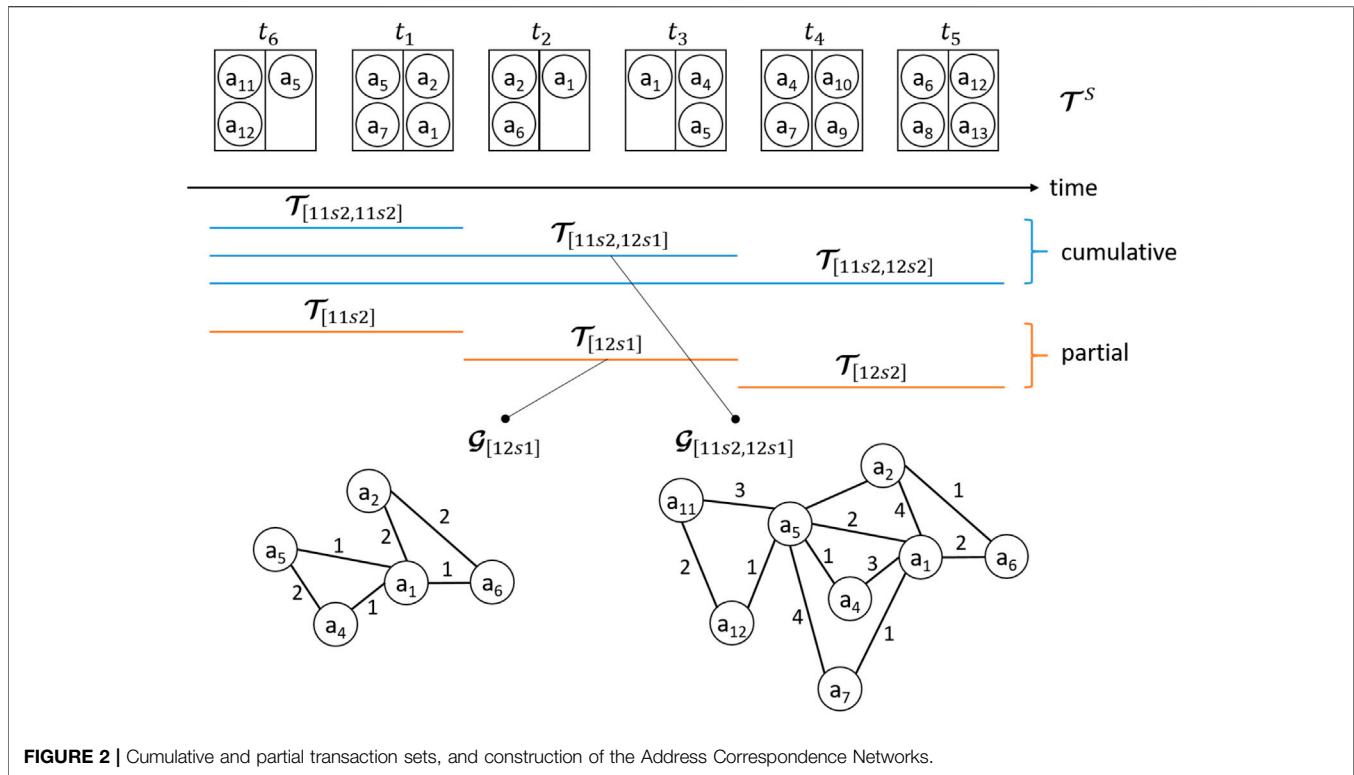 t₆ t₁ t₂ t₃ t₄ t₅
a₁₁ a₅ a₅ a₂ a₂ a₁ a₁ a₄ a₄ a₁₀ a₆ a₁₂
𝓣^S
a₁₂ a₇ a₁ a₆ a₅ a₇ a₉ a₈ a₁₃
time
𝓣[11s2,11s2]
𝓣[11s2,12s1]
𝓣[11s2,12s2]
cumulative
𝓣[11s2]
𝓣[12s1]
𝓣[12s2]
partial
𝓖[12s1]
a₂
2
2
a₅
1
a₁
1
a₆
2
1
a₄
𝓖[11s2,12s1]
a₂
1
a₁₁
3
4
a₅
2
a₁
2
a₆
2
1
1
3
a₄
a₁₂
4
1
a₇
FIGURE 2 | Cumulative and partial transaction sets, and construction of the Address Correspondence Networks.